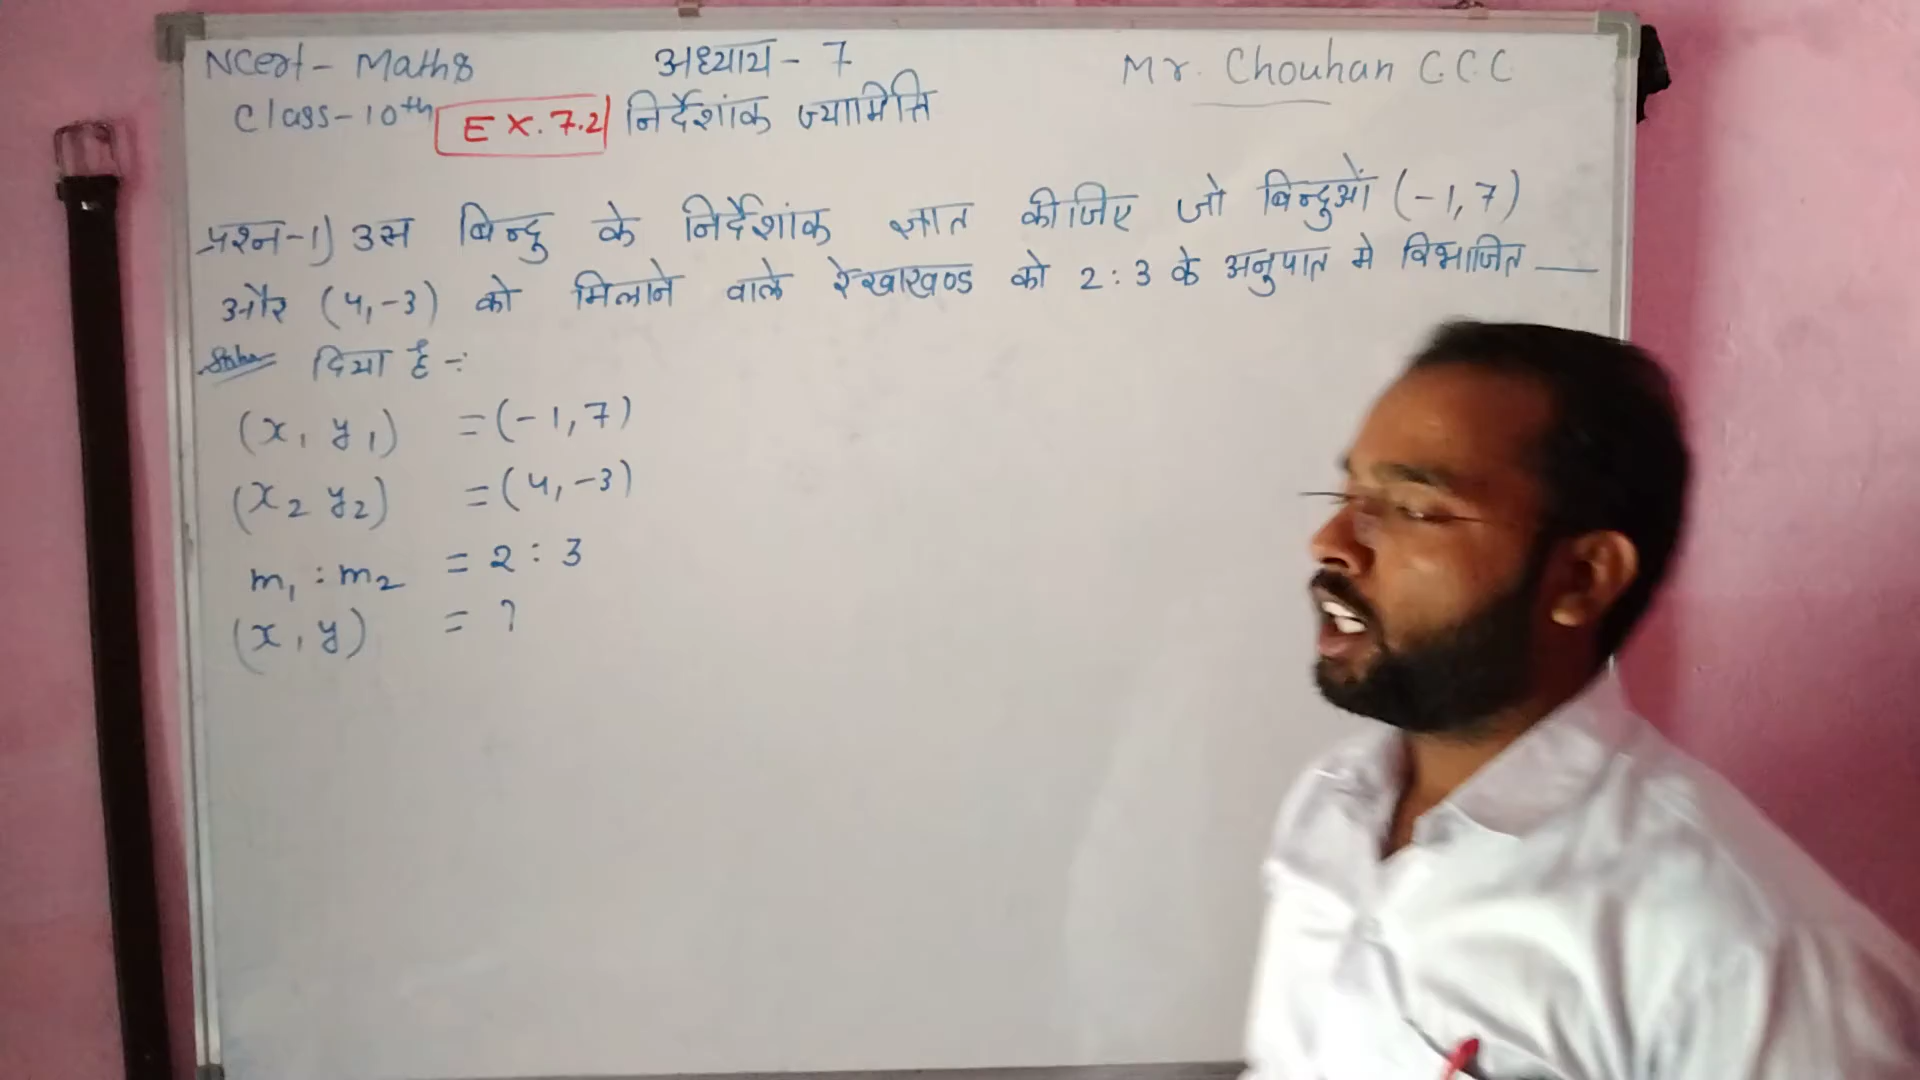 NCert - Maths
अध्याय - 7
Mr. Chouhan C.C.C
Class - 10th
EX. 7.2
निर्देशांक ज्यामिति
प्रश्न-1) उस बिन्दु के निर्देशांक ज्ञात कीजिए जो बिन्दुओं (-1, 7)
और (4, -3) को मिलाने वाले रेखाखण्ड को 2 : 3 के अनुपात मे विभाजित ——
Soln दिया है -:
(x₁ y₁) = (-1, 7)
(x₂ y₂) = (4, -3)
m₁ : m₂ = 2 : 3
(x, y) = ?